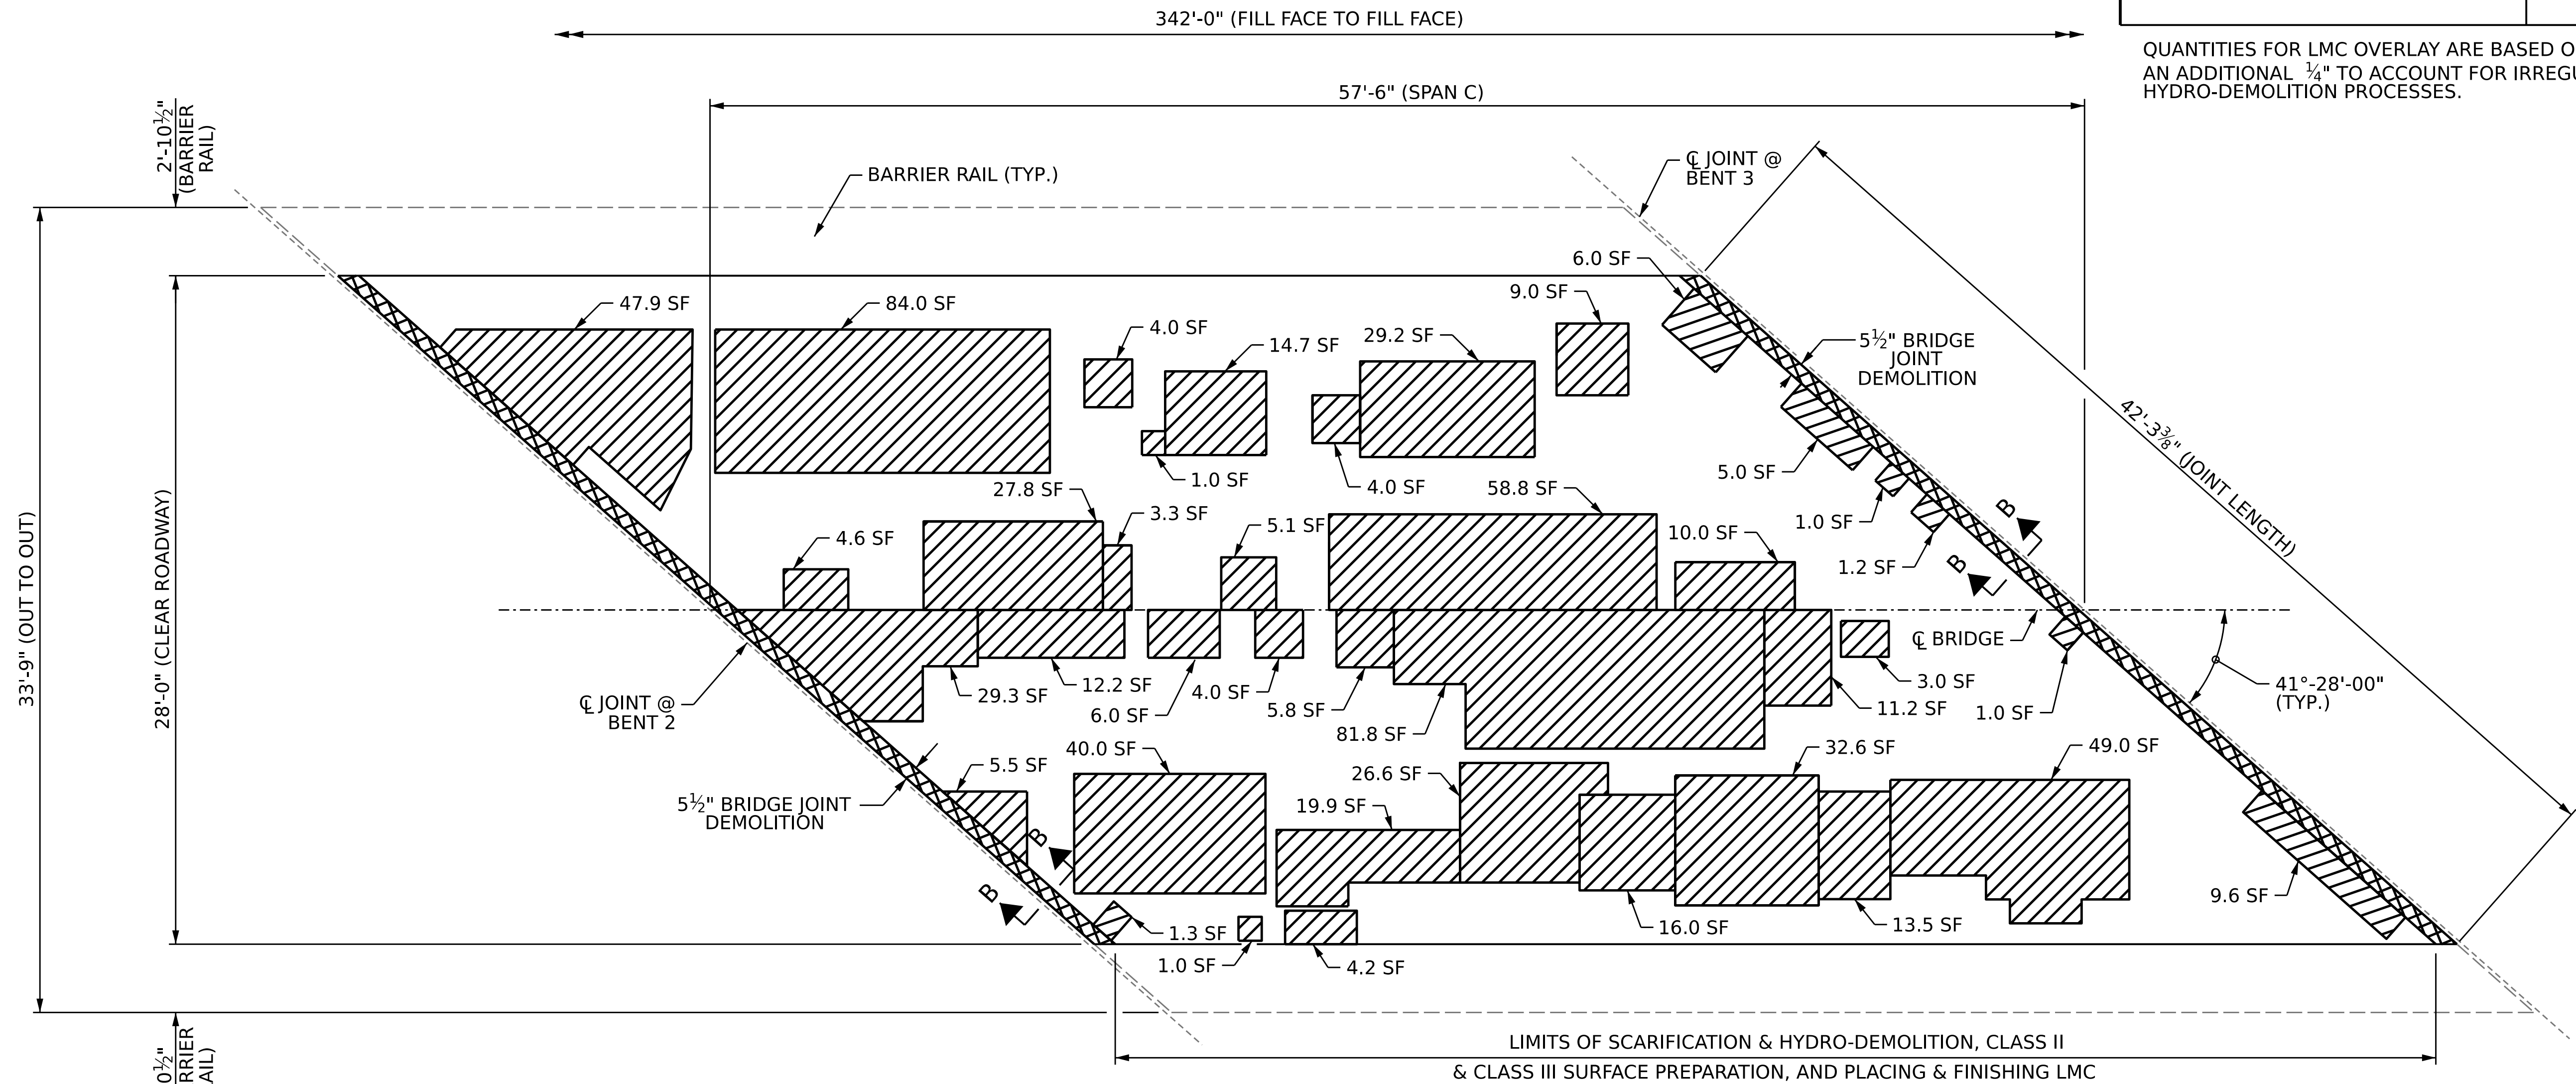 342'-0" (FILL FACE TO FILL FACE)
QUANTITIES FOR LMC OVERLAY ARE BASED
AN ADDITIONAL ¼" TO ACCOUNT FOR
HYDRO-DEMOLITION PROCESSES.
57'-6" (SPAN C)
2'-10½"
(BARRIER
RAIL)
BARRIER RAIL (TYP.)
℄ JOINT @
BENT 3
6.0 SF
9.0 SF
47.9 SF
84.0 SF
4.0 SF
14.7 SF
29.2 SF
5½" BRIDGE
JOINT
DEMOLITION
42'-3⅜" (JOINT LENGTH)
1.0 SF
4.0 SF
5.0 SF
27.8 SF
58.8 SF
3.3 SF
5.1 SF
1.0 SF
10.0 SF
4.6 SF
1.2 SF
B
B
33'-9" (OUT TO OUT)
28'-0" (CLEAR ROADWAY)
℄ BRIDGE
29.3 SF
12.2 SF
6.0 SF
4.0 SF
5.8 SF
81.8 SF
3.0 SF
11.2 SF
1.0 SF
41°-28'-00"
(TYP.)
℄ JOINT @
BENT 2
5.5 SF
40.0 SF
26.6 SF
19.9 SF
32.6 SF
49.0 SF
5½" BRIDGE JOINT
DEMOLITION
B
B
9.6 SF
1.3 SF
1.0 SF
4.2 SF
16.0 SF
13.5 SF
0½"
RRIER
AIL)
LIMITS OF SCARIFICATION & HYDRO-DEMOLITION, CLASS II
& CLASS III SURFACE PREPARATION, AND PLACING & FINISHING LMC